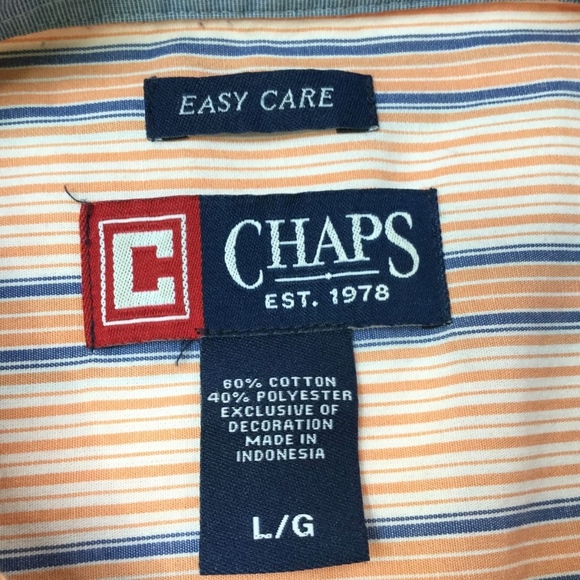 EASY CARE
C
CHAPS
EST. 1978
60% COTTON
40% POLYESTER
EXCLUSIVE OF
DECORATION
MADE IN
INDONESIA
L/G